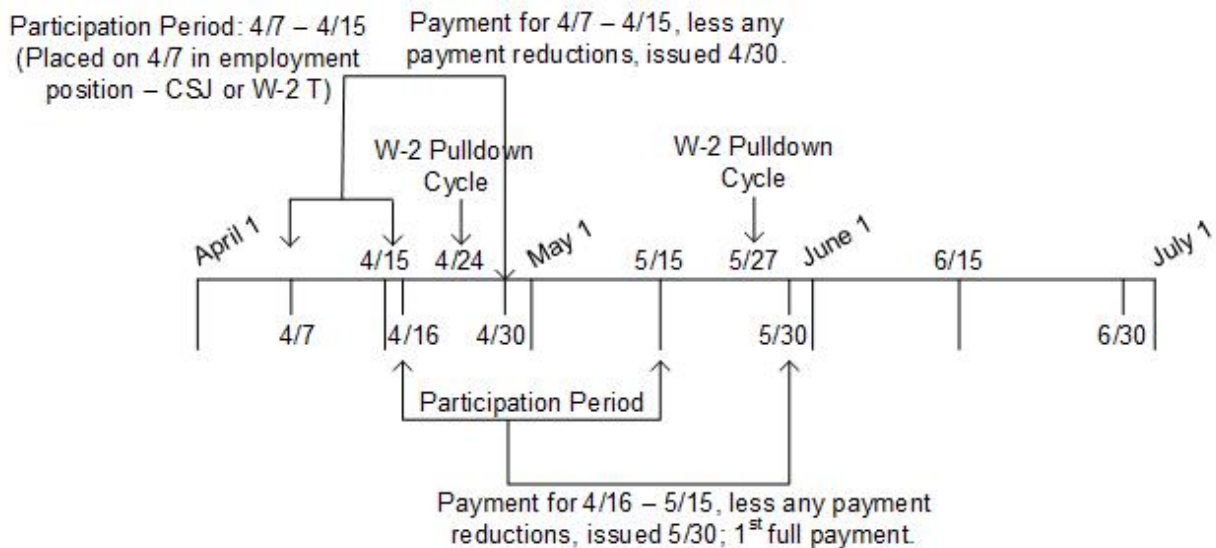 Participation Period: 4/7 – 4/15
(Placed on 4/7 in employment
position – CSJ or W-2 T)
Payment for 4/7 – 4/15, less any
payment reductions, issued 4/30.
W-2 Pulldown
Cycle
W-2 Pulldown
Cycle
April 1
4/15
4/24
May 1
5/15
5/27
June 1
6/15
July 1
4/7
4/16
4/30
5/30
6/30
Participation Period
Payment for 4/16 – 5/15, less any payment
reductions, issued 5/30; 1st full payment.